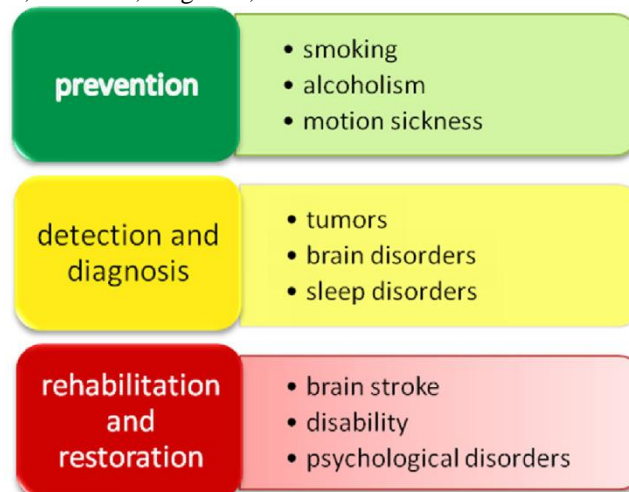 prevention
• smoking
• alcoholism
• motion sickness
detection and
diagnosis
• tumors
• brain disorders
• sleep disorders
rehabilitation
and
restoration
• brain stroke
• disability
• psychological disorders